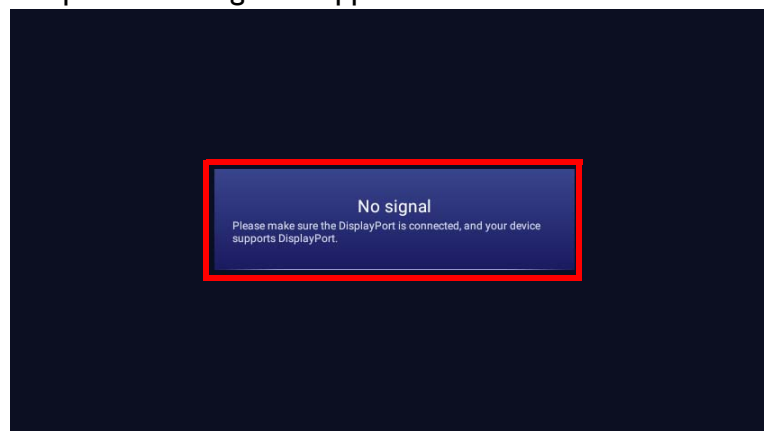 No signal
Please make sure the DisplayPort is connected, and your device
supports DisplayPort.